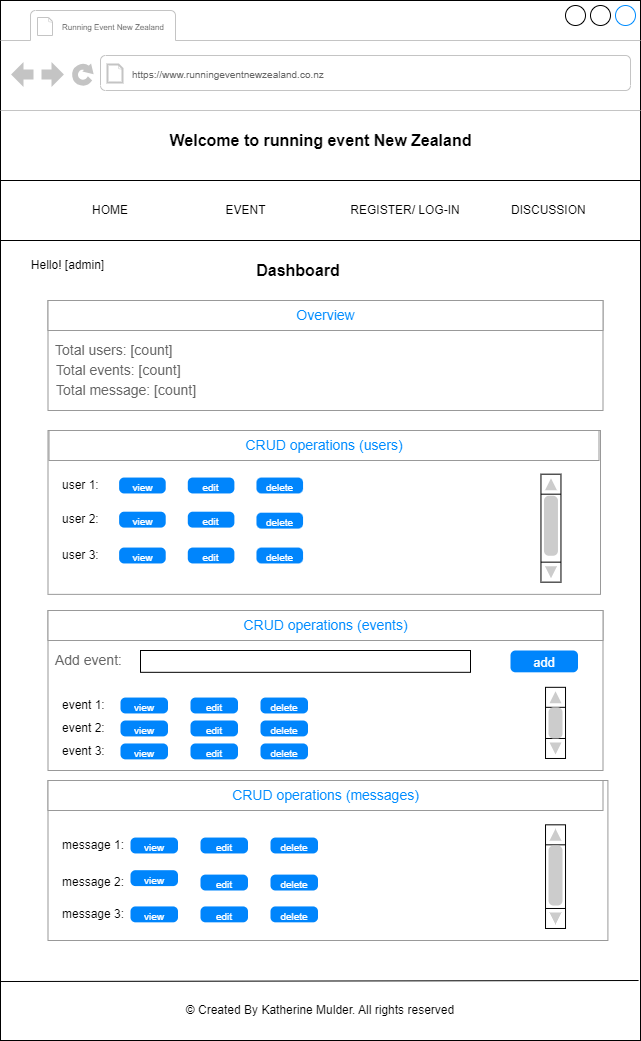 Running Event New Zealand
https://www.runningeventnewzealand.co.nz
Welcome to running event New Zealand
HOME EVENT REGISTER/ LOG-IN DISCUSSION
Hello! [admin]
Dashboard
Overview
Total users: [count]
Total events: [count]
Total message: [count]
CRUD operations (users)
user 1: view edit delete
user 2: view edit delete
user 3: view edit delete
CRUD operations (events)
Add event: add
event 1: view edit delete
event 2: view edit delete
event 3: view edit delete
CRUD operations (messages)
message 1: view edit delete
message 2: view edit delete
message 3: view edit delete
© Created By Katherine Mulder. All rights reserved